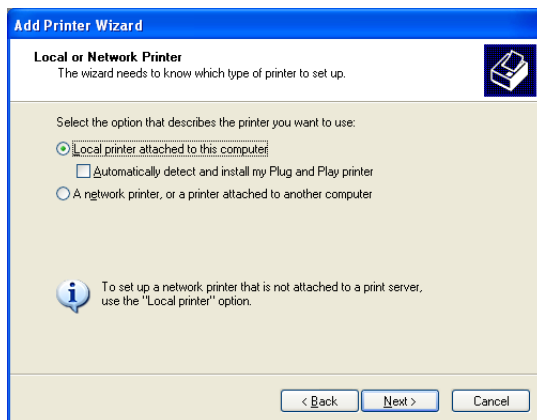 Add Printer Wizard
Local or Network Printer
The wizard needs to know which type of printer to set up.
Select the option that describes the printer you want to use:
Local printer attached to this computer
Automatically detect and install my Plug and Play printer
A network printer, or a printer attached to another computer
To set up a network printer that is not attached to a print server,
use the "Local printer" option.
< Back
Next >
Cancel